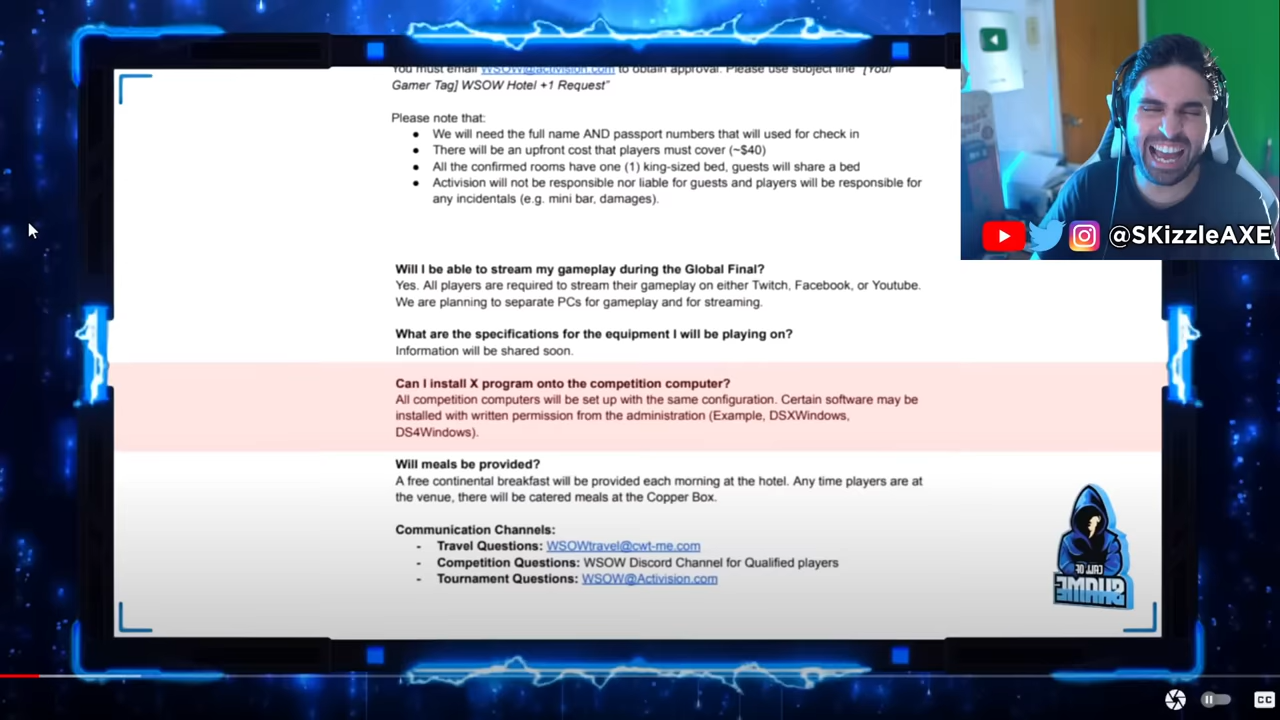 You must email WSOW@activision.com to obtain approval. Please use subject line "[Your
Gamer Tag] WSOW Hotel +1 Request"
Please note that:
● We will need the full name AND passport numbers that will used for check in
● There will be an upfront cost that players must cover (~$40)
● All the confirmed rooms have one (1) king-sized bed, guests will share a bed
● Activision will not be responsible nor liable for guests and players will be responsible for
any incidentals (e.g. mini bar, damages).
@SKizzleAXE
Will I be able to stream my gameplay during the Global Final?
Yes. All players are required to stream their gameplay on either Twitch, Facebook, or Youtube.
We are planning to separate PCs for gameplay and for streaming.
What are the specifications for the equipment I will be playing on?
Information will be shared soon.
Can I install X program onto the competition computer?
All competition computers will be set up with the same configuration. Certain software may be
installed with written permission from the administration (Example, DSXWindows,
DS4Windows).
Will meals be provided?
A free continental breakfast will be provided each morning at the hotel. Any time players are at
the venue, there will be catered meals at the Copper Box.
Communication Channels:
- Travel Questions: WSOWtravel@cwt-me.com
- Competition Questions: WSOW Discord Channel for Qualified players
- Tournament Questions: WSOW@Activision.com
CALL OF
SHAME
CC